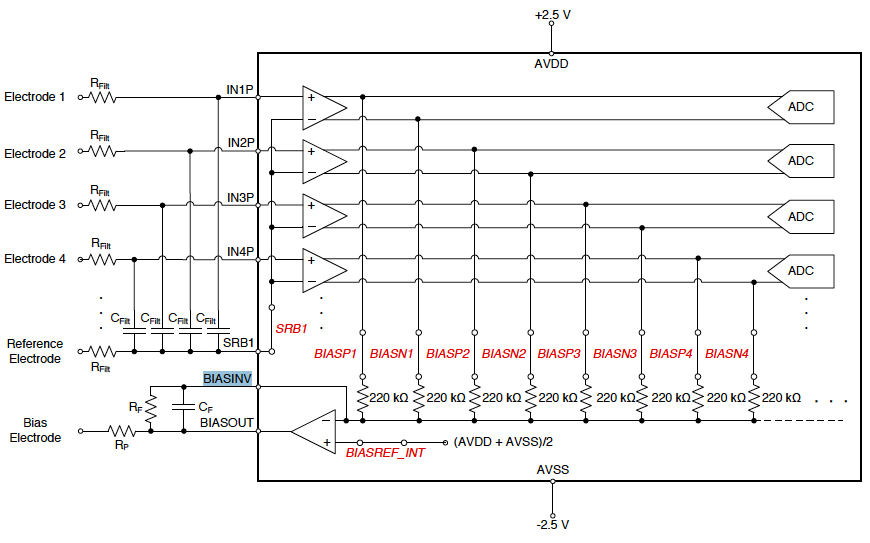 +2.5 V
AVDD
Electrode 1
RFilt
IN1P
+
−
ADC
Electrode 2
RFilt
IN2P
+
−
ADC
Electrode 3
RFilt
IN3P
+
−
ADC
Electrode 4
RFilt
IN4P
+
−
ADC
CFilt CFilt CFilt CFilt
SRB1
Reference
Electrode
RFilt
SRB1
BIASP1 BIASN1 BIASP2 BIASN2 BIASP3 BIASN3 BIASP4 BIASN4
BIASINV
220 kΩ 220 kΩ 220 kΩ 220 kΩ 220 kΩ 220 kΩ 220 kΩ 220 kΩ . . .
RF
CF
BIASOUT
−
+
Bias
Electrode
RP
BIASREF_INT
(AVDD + AVSS)/2
AVSS
-2.5 V